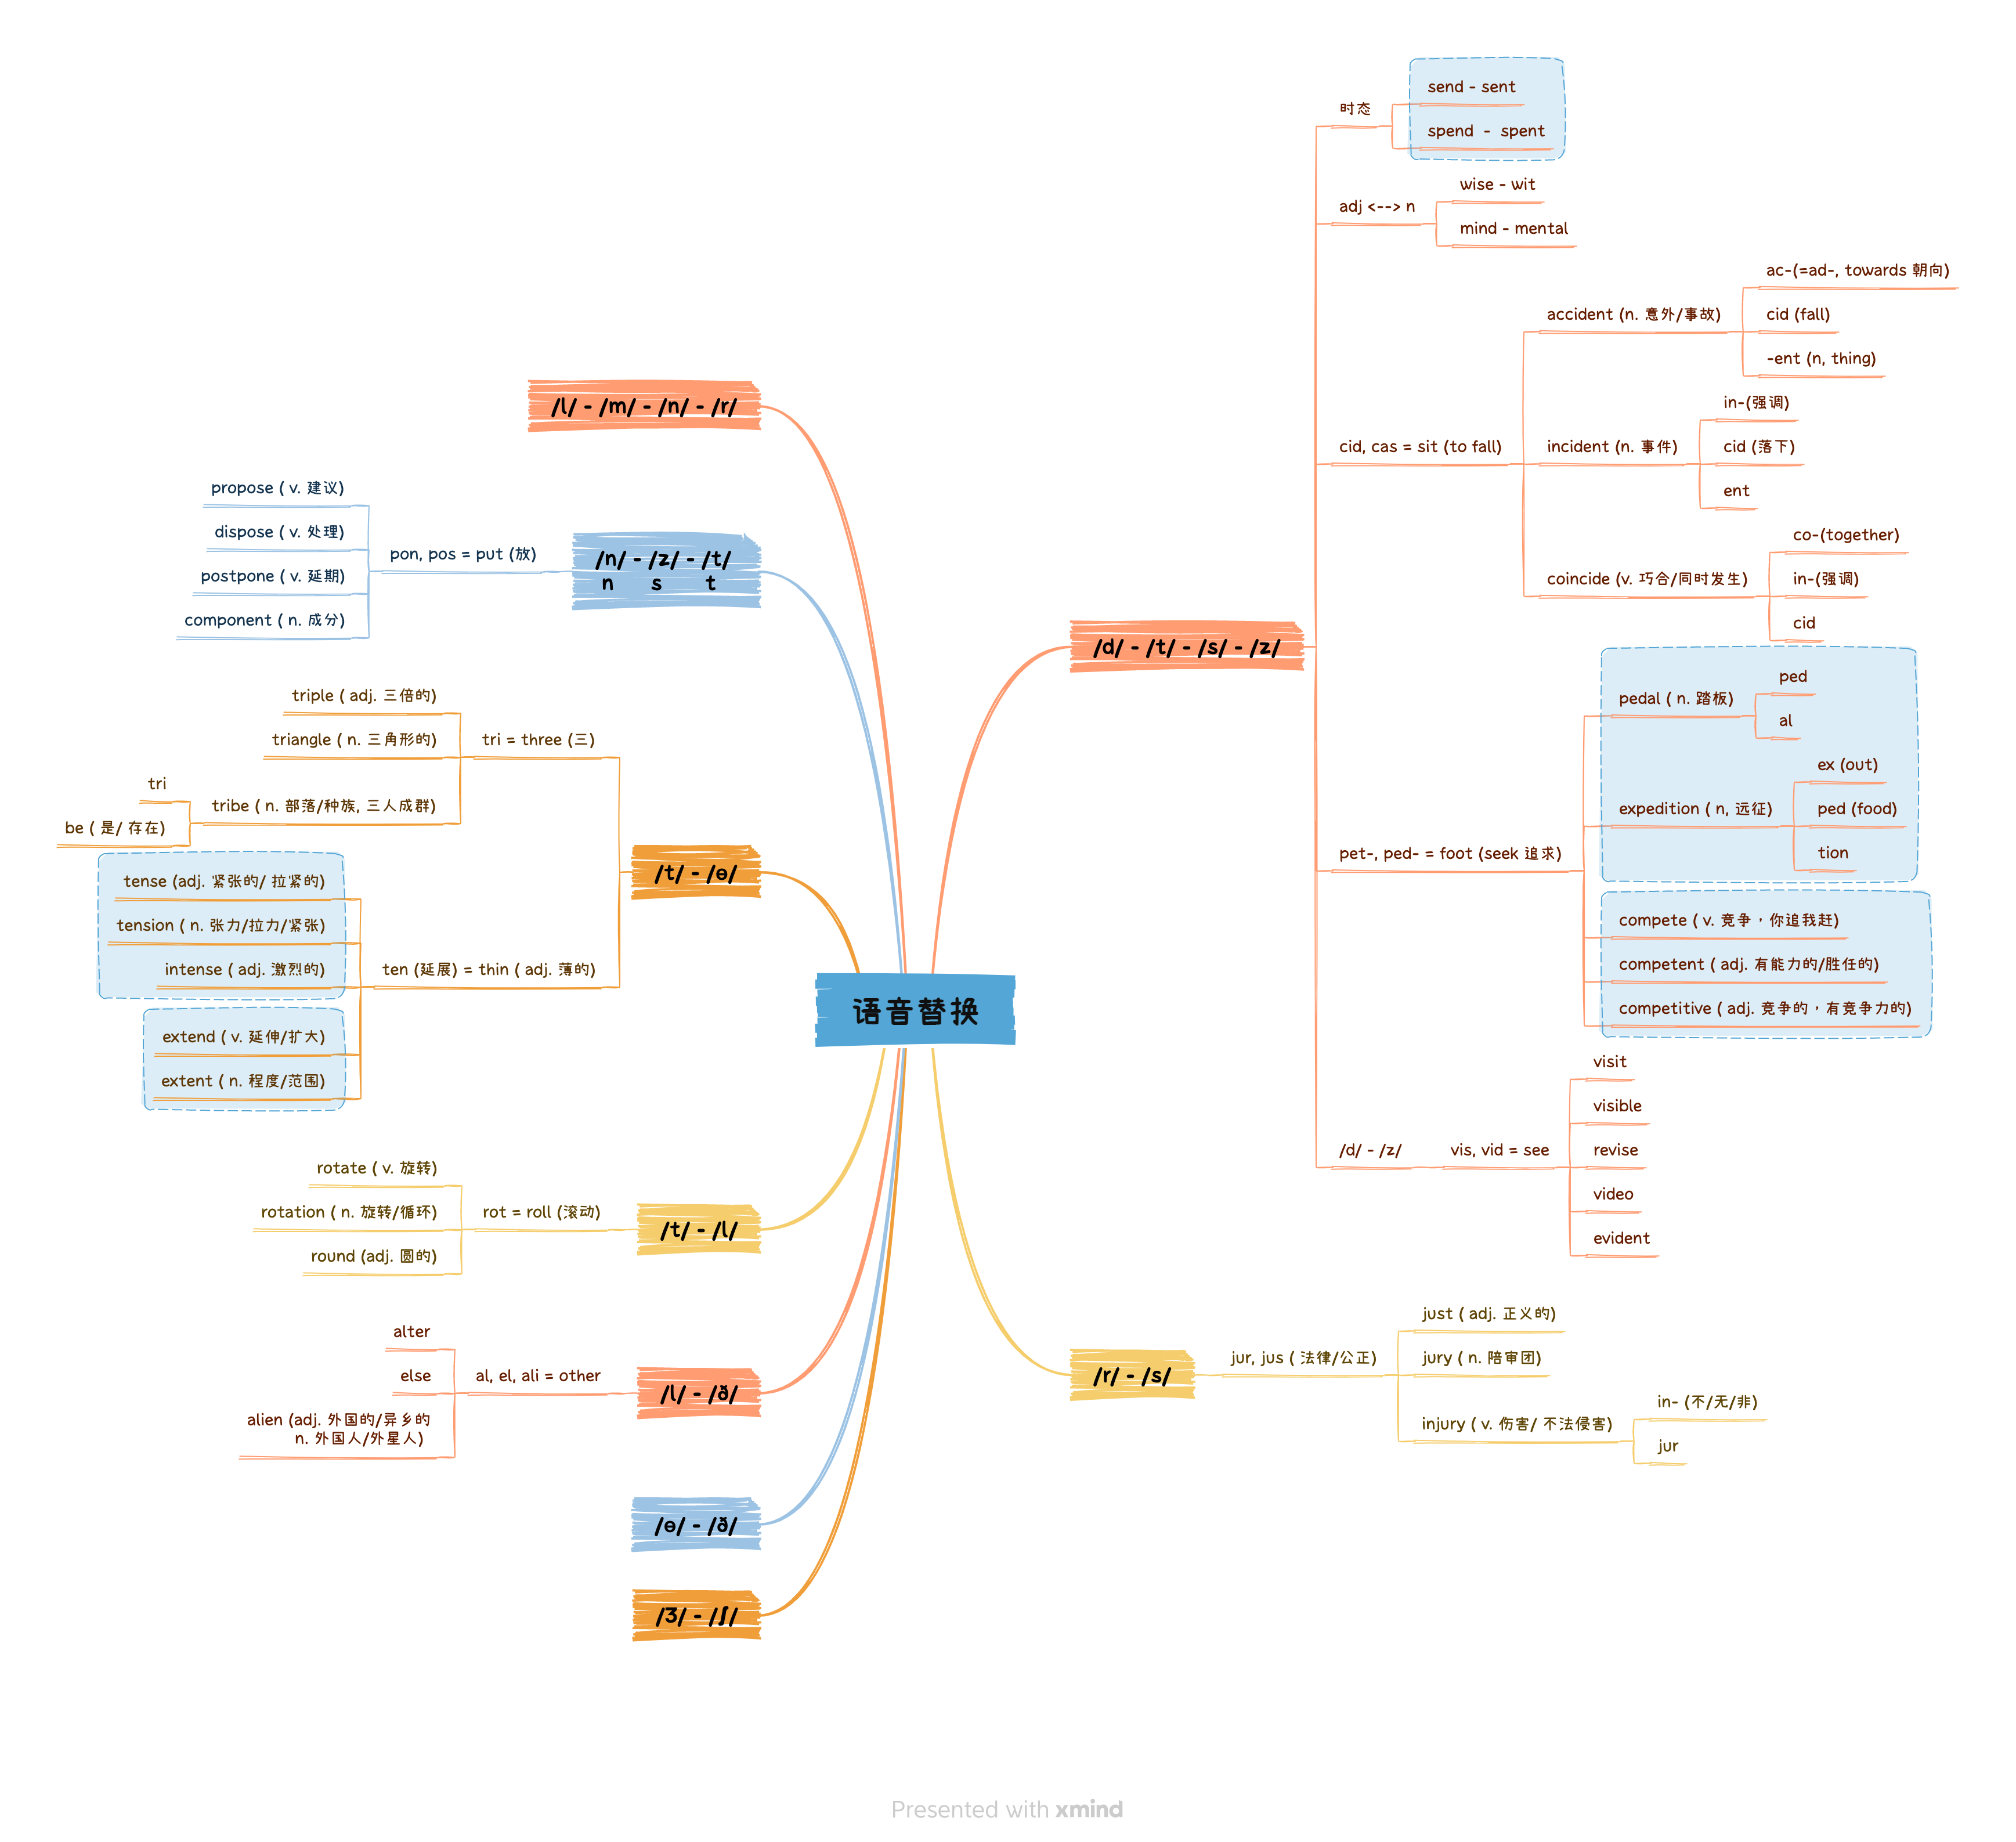 语音替换
/d/ - /t/ - /s/ - /z/
时态
send - sent
spend - spent
adj <--> n
wise - wit
mind - mental
cid, cas = sit (to fall)
accident (n. 意外/事故)
ac-(=ad-, towards 朝向)
cid (fall)
-ent (n, thing)
incident (n. 事件)
in-(强调)
cid (落下)
ent
coincide (v. 巧合/同时发生)
co-(together)
in-(强调)
cid
pet-, ped- = foot (seek 追求)
pedal ( n. 踏板)
ped
al
expedition ( n, 远征)
ex (out)
ped (food)
tion
compete ( v. 竞争，你追我赶)
competent ( adj. 有能力的/胜任的)
competitive ( adj. 竞争的，有竞争力的)
/d/ - /z/
vis, vid = see
visit
visible
revise
video
evident
/r/ - /s/
jur, jus ( 法律/公正)
just ( adj. 正义的)
jury ( n. 陪审团)
injury ( v. 伤害/ 不法侵害)
in- (不/无/非)
jur
/l/ - /m/ - /n/ - /r/
/n/ - /z/ - /t/
n s t
pon, pos = put (放)
propose ( v. 建议)
dispose ( v. 处理)
postpone ( v. 延期)
component ( n. 成分)
/t/ - /ɵ/
tri = three (三)
triple ( adj. 三倍的)
triangle ( n. 三角形的)
tribe ( n. 部落/种族, 三人成群)
tri
be ( 是/ 存在)
ten (延展) = thin ( adj. 薄的)
tense (adj. 紧张的/ 拉紧的)
tension ( n. 张力/拉力/紧张)
intense ( adj. 激烈的)
extend ( v. 延伸/扩大)
extent ( n. 程度/范围)
/t/ - /l/
rot = roll (滚动)
rotate ( v. 旋转)
rotation ( n. 旋转/循环)
round (adj. 圆的)
/l/ - /ð/
al, el, ali = other
alter
else
alien (adj. 外国的/异乡的
n. 外国人/外星人)
/ɵ/ - /ð/
/ʒ/ - /ʃ/
Presented with xmind